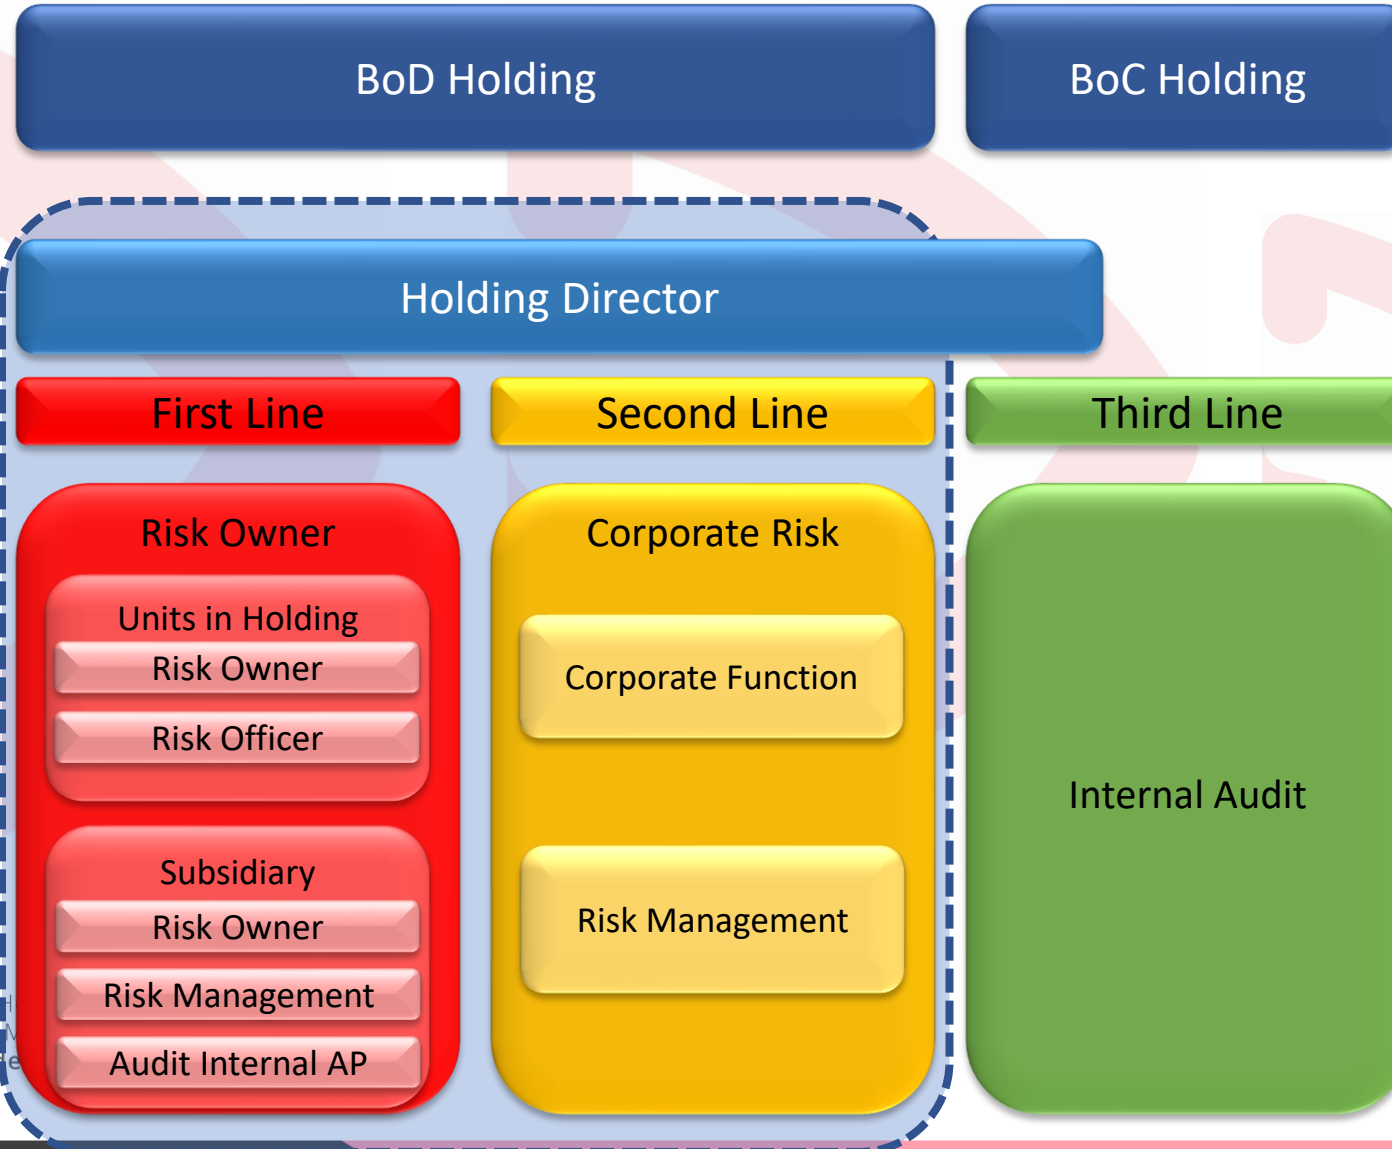 BoD Holding
BoC Holding
Holding Director
First Line
Second Line
Third Line
Risk Owner
Units in Holding
Risk Owner
Risk Officer
Subsidiary
Risk Owner
Risk Management
Audit Internal AP
Corporate Risk
Corporate Function
Risk Management
Internal Audit